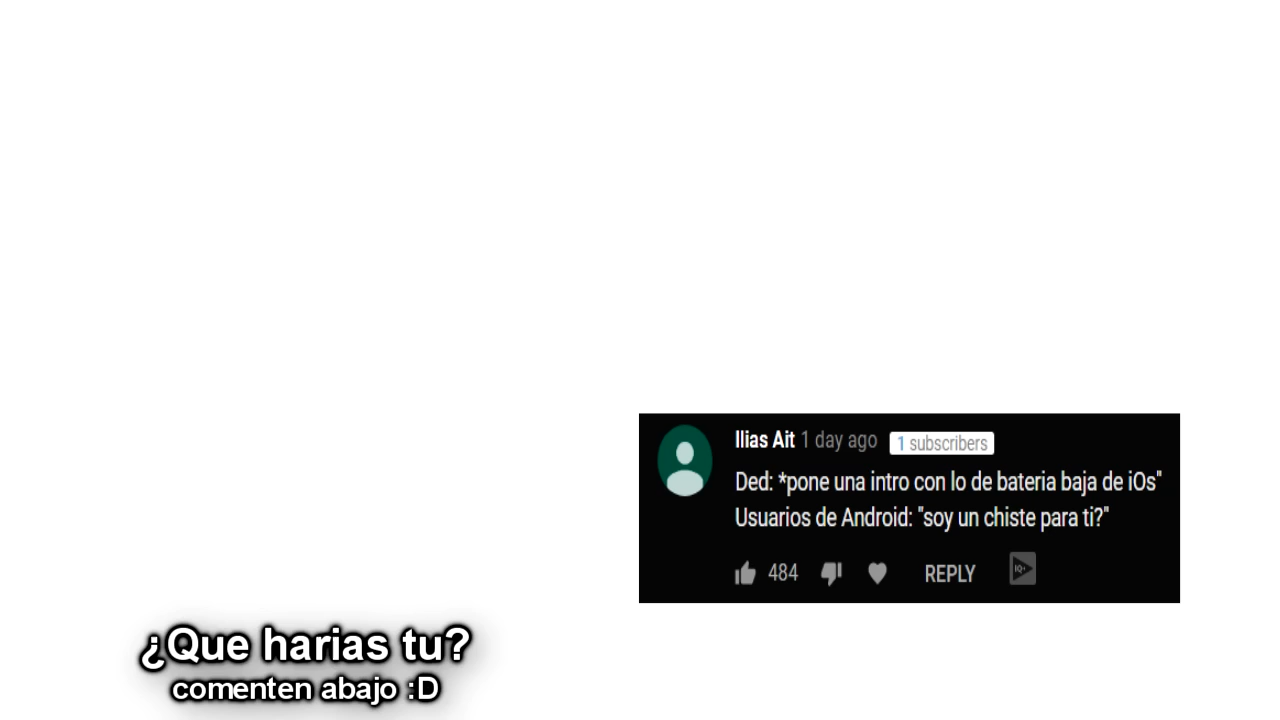 Ilias Ait 1 day ago 1 subscribers
Ded: *pone una intro con lo de bateria baja de iOs"
Usuarios de Android: "soy un chiste para ti?"
484 REPLY IQ+
¿Que harias tu?
comenten abajo :D